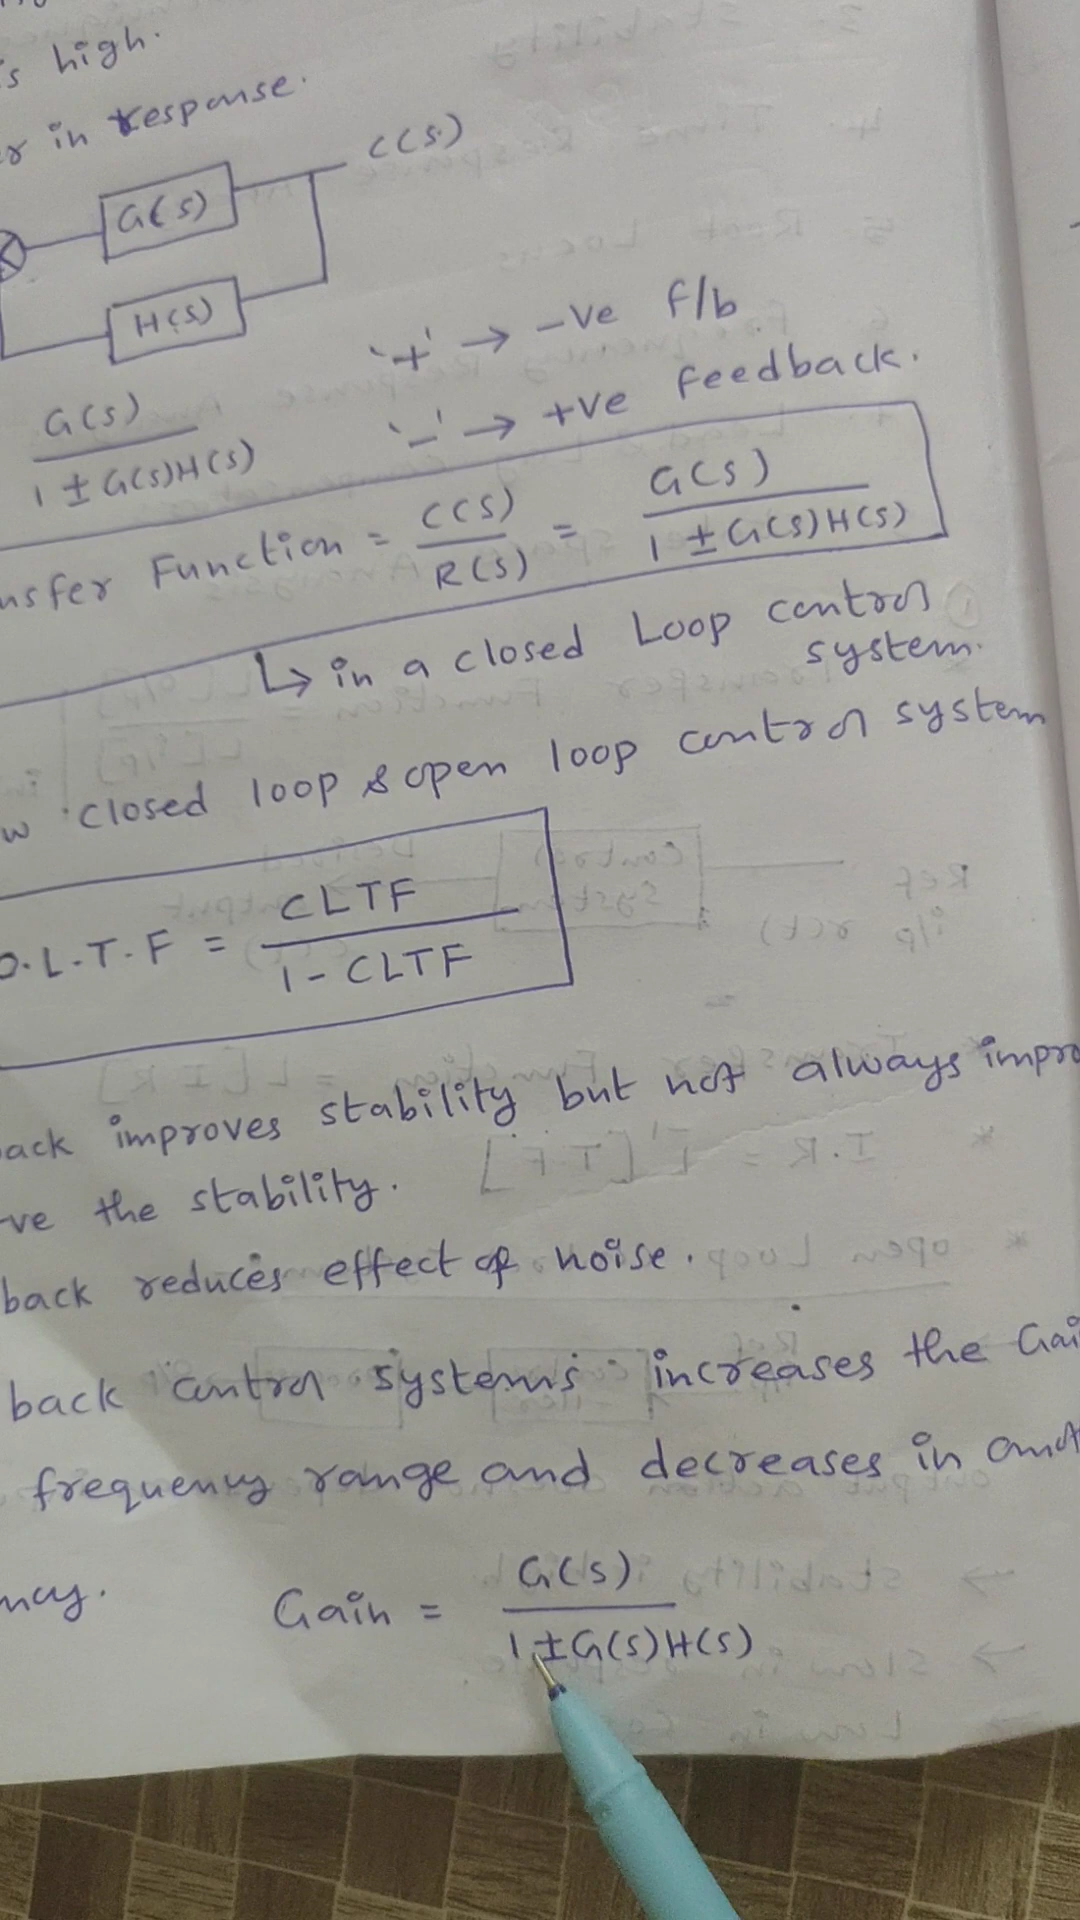 s high.
r in response.
C(s)
G(s)
H(s)
'+' → -ve f/b
'-' → +ve feedback.
G(s)
1 ± G(s)H(s)
nsfer Function = C(s) / R(s) = G(s) / 1 ± G(s)H(s)
↳ in a closed Loop control
system.
w closed loop & open loop control system
O.L.T.F = CLTF / 1 - CLTF
ack improves stability but not always impro
-ve the stability.
back reduces effect of noise.
back control systems increases the Gai
frequency range and decreases in anot
ncy.
Gain = G(s) / 1 ± G(s)H(s)